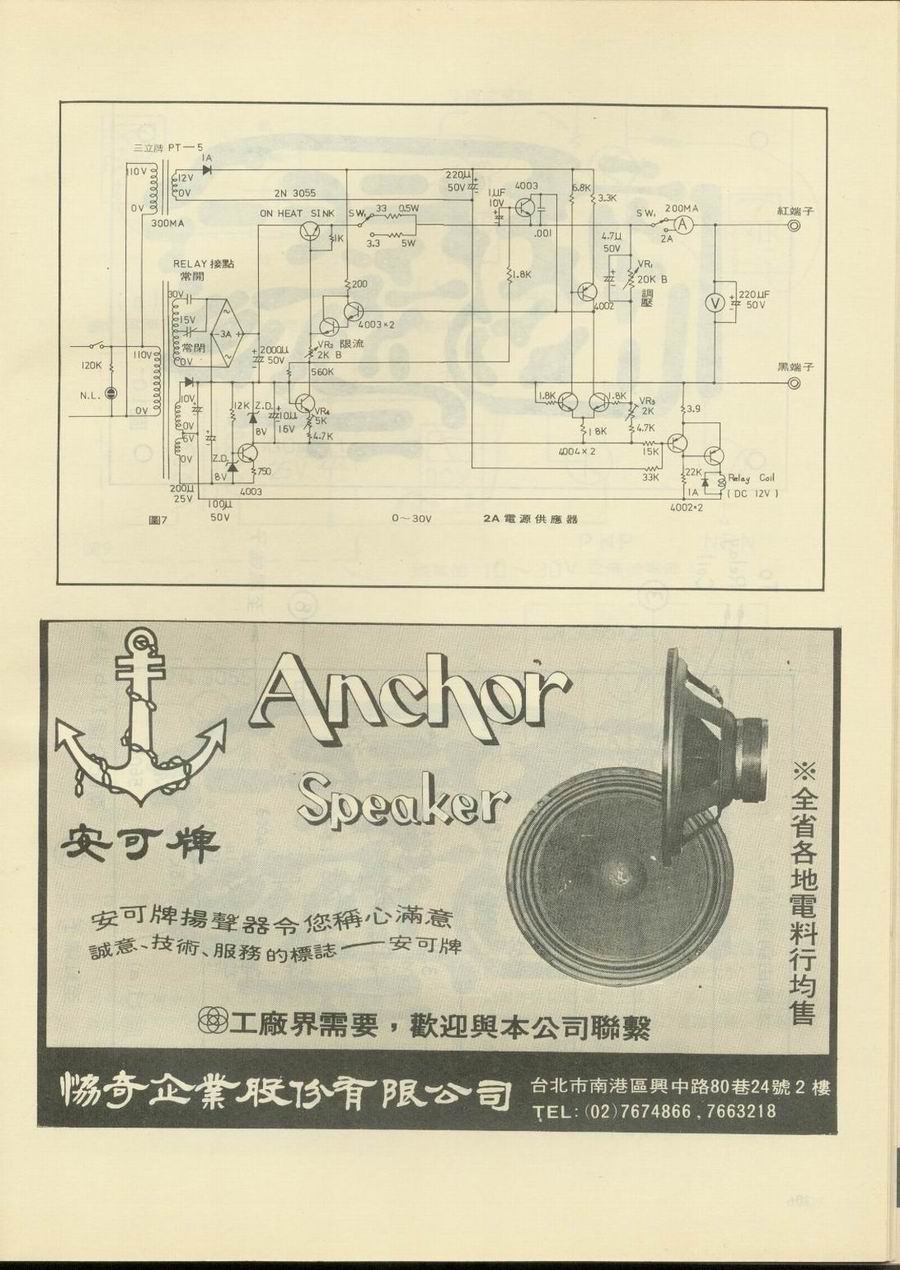 三立牌 PT—5
1A
110V
12V
0V
0V
300MA
2N 3055
ON HEAT SINK
SW₁
33
0.5W
3.3
5W
1K
220μ
50V
1μF
10V
4003
.001
6.8K
3.3K
4.7μ
50V
SW₁
200MA
A
2A
紅端子
RELAY 接點
常開
30V
15V
常閉
0V
3A
200
4003×2
VR₂ 限流
2K B
560K
2000μ
50V
1.8K
4002
VR₁
20K B
調壓
V
220μF
50V
黑端子
120K
N.L.
110V
0V
10V
0V
6V
0V
12K
Z.D.
8V
10μ
16V
VR₄
5K
4.7K
Z.D.
8V
750
4003
200μ
25V
100μ
50V
1.8K
1.8K
1.8K
4004×2
VR₃
2K
4.7K
15K
33K
3.9
22K
1A
4002×2
Relay Coil
(DC 12V)
圖7
0～30V
2A 電源供應器
Anchor
Speaker
安可牌
安可牌揚聲器令您稱心滿意
誠意、技術、服務的標誌——安可牌
※全省各地電料行均售
工廠界需要，歡迎與本公司聯繫
協奇企業股份有限公司
台北市南港區興中路80巷24號2樓
TEL:(02)7674866,7663218